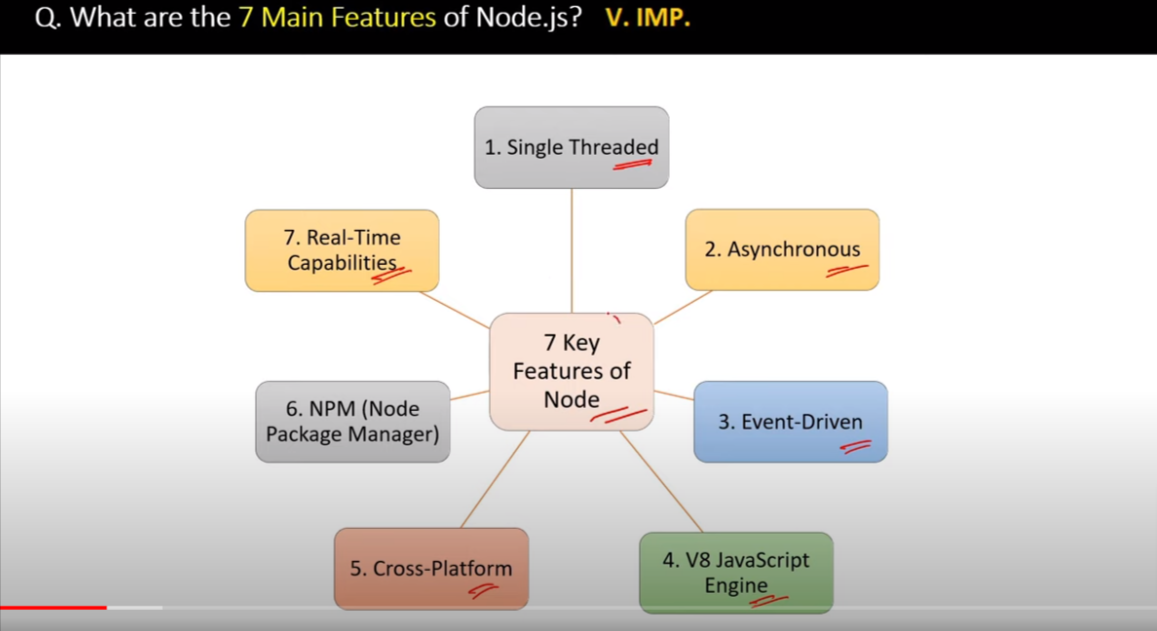 Q. What are the 7 Main Features of Node.js? V. IMP.
1. Single Threaded
7. Real-Time
Capabilities
2. Asynchronous
7 Key
Features of
Node
6. NPM (Node
Package Manager)
3. Event-Driven
5. Cross-Platform
4. V8 JavaScript
Engine